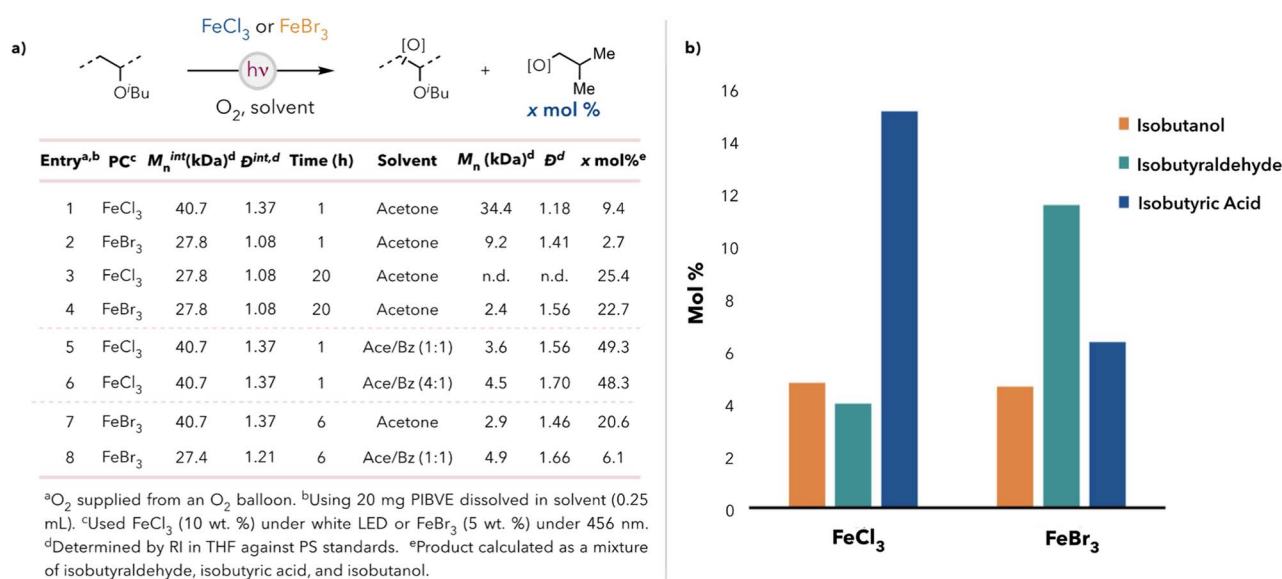 a)
FeCl₃ or FeBr₃
hν
O₂, solvent
OⁱBu
[O]
OⁱBu
+
[O]
Me
Me
x mol %
Entryᵃ,ᵇ PCᶜ Mₙⁱⁿᵗ(kDa)ᵈ Đⁱⁿᵗ,ᵈ Time (h) Solvent Mₙ (kDa)ᵈ Đᵈ x mol%ᵉ
1 FeCl₃ 40.7 1.37 1 Acetone 34.4 1.18 9.4
2 FeBr₃ 27.8 1.08 1 Acetone 9.2 1.41 2.7
3 FeCl₃ 27.8 1.08 20 Acetone n.d. n.d. 25.4
4 FeBr₃ 27.8 1.08 20 Acetone 2.4 1.56 22.7
5 FeCl₃ 40.7 1.37 1 Ace/Bz (1:1) 3.6 1.56 49.3
6 FeCl₃ 40.7 1.37 1 Ace/Bz (4:1) 4.5 1.70 48.3
7 FeBr₃ 40.7 1.37 6 Acetone 2.9 1.46 20.6
8 FeBr₃ 27.4 1.21 6 Ace/Bz (1:1) 4.9 1.66 6.1
ᵃO₂ supplied from an O₂ balloon. ᵇUsing 20 mg PIBVE dissolved in solvent (0.25
mL). ᶜUsed FeCl₃ (10 wt. %) under white LED or FeBr₃ (5 wt. %) under 456 nm.
ᵈDetermined by RI in THF against PS standards. ᵉProduct calculated as a mixture
of isobutyraldehyde, isobutyric acid, and isobutanol.
b)
Mol %
16
14
12
10
8
6
4
2
0
FeCl₃
FeBr₃
Isobutanol
Isobutyraldehyde
Isobutyric Acid